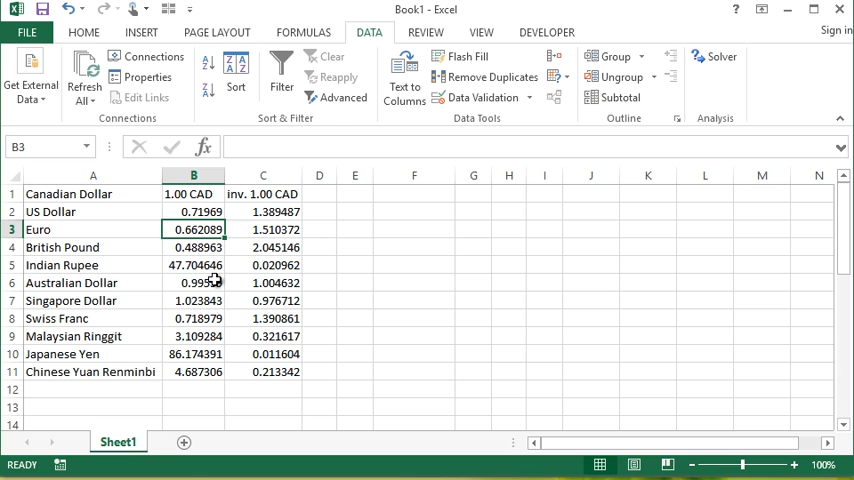 Book1 - Excel
?
FILE HOME INSERT PAGE LAYOUT FORMULAS DATA REVIEW VIEW DEVELOPER Sign in
Get External Data
Refresh All
Connections
Properties
Edit Links
Connections
Sort
Filter
Clear
Reapply
Advanced
Sort & Filter
Text to Columns
Flash Fill
Remove Duplicates
Data Validation
Data Tools
Group
Ungroup
Subtotal
Outline
Solver
Analysis
B3 fx
A B C D E F G H I J K L M N
1 Canadian Dollar 1.00 CAD inv. 1.00 CAD
2 US Dollar 0.71969 1.389487
3 Euro 0.662089 1.510372
4 British Pound 0.488963 2.045146
5 Indian Rupee 47.704646 0.020962
6 Australian Dollar 1.004632
7 Singapore Dollar 1.023843 0.976712
8 Swiss Franc 0.718979 1.390861
9 Malaysian Ringgit 3.109284 0.321617
10 Japanese Yen 86.174391 0.011604
11 Chinese Yuan Renminbi 4.687306 0.213342
12
13
14
Sheet1
READY 100%